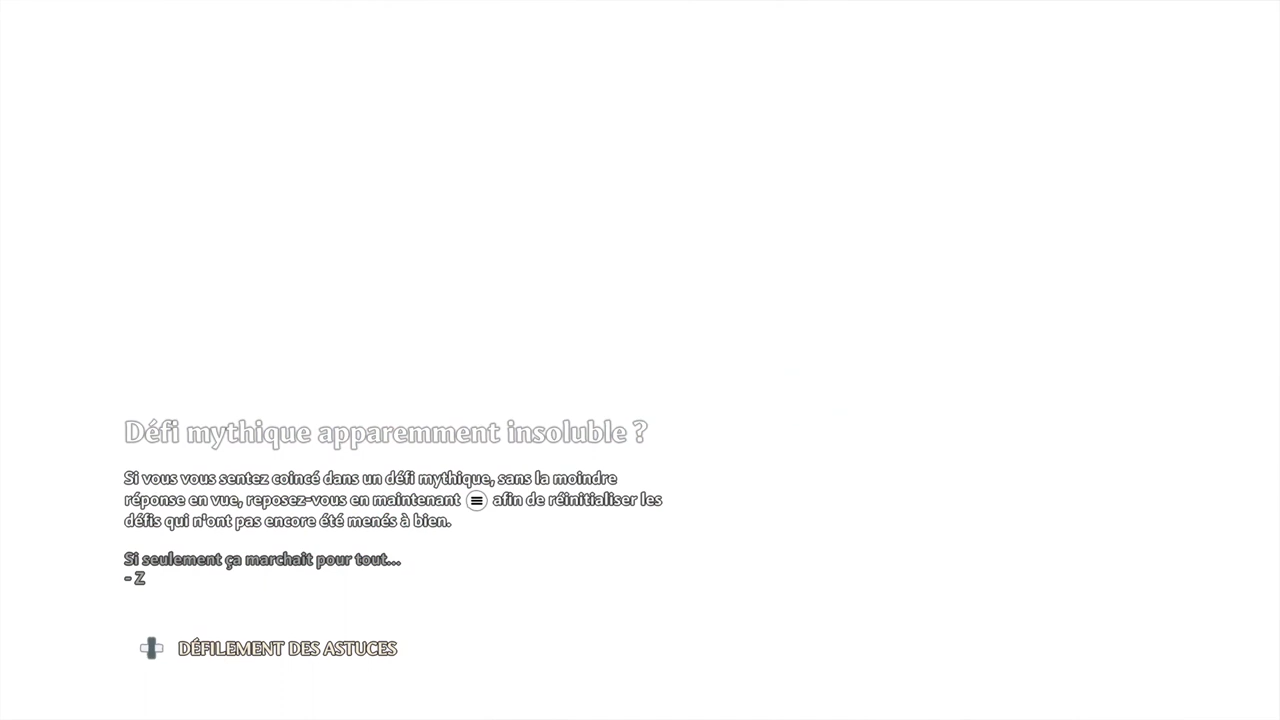 Défi mythique apparemment insoluble ?
Si vous vous sentez coincé dans un défi mythique, sans la moindre
réponse en vue, reposez-vous en maintenant afin de réinitialiser les
défis qui n'ont pas encore été menés à bien.
Si seulement ça marchait pour tout...
- Z
DÉFILEMENT DES ASTUCES